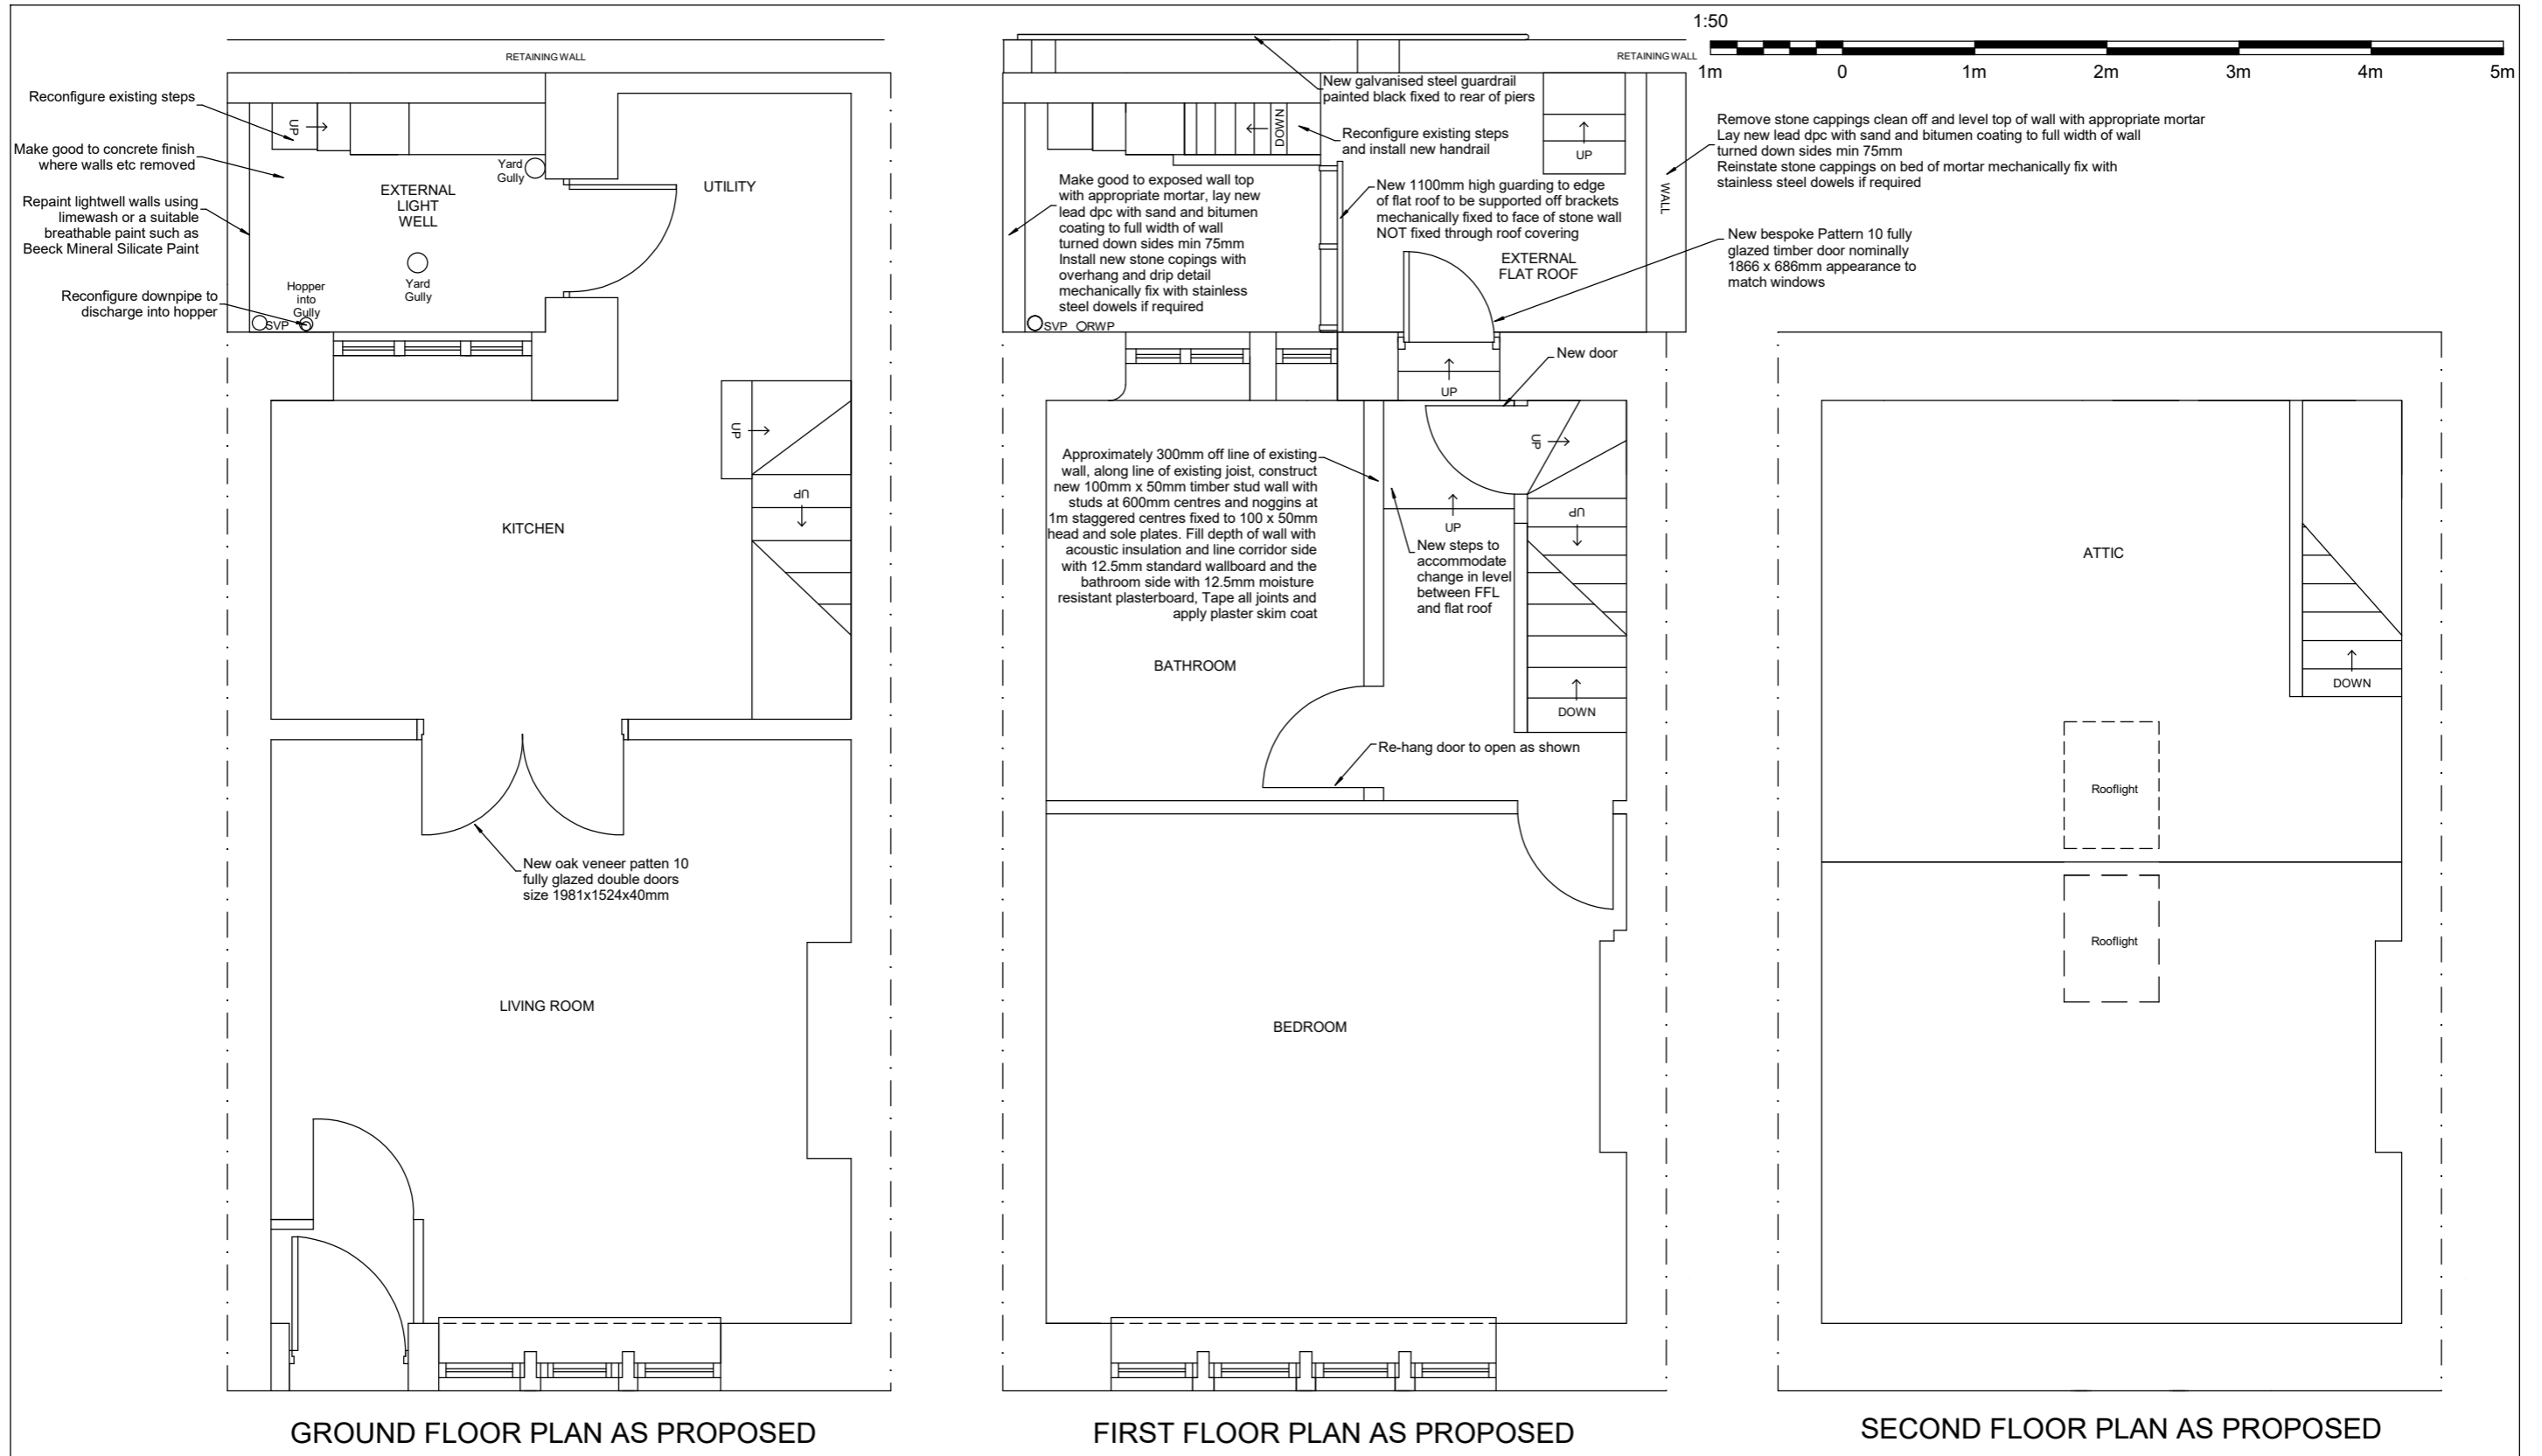 1:50
1m
0
1m
2m
3m
4m
5m
RETAINING WALL
Reconfigure existing steps
UP
Make good to concrete finish
where walls etc removed
Yard
Gully
EXTERNAL
LIGHT
WELL
UTILITY
Repaint lightwell walls using
limewash or a suitable
breathable paint such as
Beeck Mineral Silicate Paint
Yard
Gully
Hopper
into
Gully
Reconfigure downpipe to
discharge into hopper
SVP
UP
UP
KITCHEN
New oak veneer patten 10
fully glazed double doors
size 1981x1524x40mm
LIVING ROOM
GROUND FLOOR PLAN AS PROPOSED
RETAINING WALL
New galvanised steel guardrail
painted black fixed to rear of piers
DOWN
Reconfigure existing steps
and install new handrail
UP
WALL
Remove stone cappings clean off and level top of wall with appropriate mortar
Lay new lead dpc with sand and bitumen coating to full width of wall
turned down sides min 75mm
Reinstate stone cappings on bed of mortar mechanically fix with
stainless steel dowels if required
Make good to exposed wall top
with appropriate mortar, lay new
lead dpc with sand and bitumen
coating to full width of wall
turned down sides min 75mm
Install new stone copings with
overhang and drip detail
mechanically fix with stainless
steel dowels if required
New 1100mm high guarding to edge
of flat roof to be supported off brackets
mechanically fixed to face of stone wall
NOT fixed through roof covering
EXTERNAL
FLAT ROOF
New bespoke Pattern 10 fully
glazed timber door nominally
1866 x 686mm appearance to
match windows
SVP
RWP
New door
UP
UP
Approximately 300mm off line of existing
wall, along line of existing joist, construct
new 100mm x 50mm timber stud wall with
studs at 600mm centres and noggins at
1m staggered centres fixed to 100 x 50mm
head and sole plates. Fill depth of wall with
acoustic insulation and line corridor side
with 12.5mm standard wallboard and the
bathroom side with 12.5mm moisture
resistant plasterboard, Tape all joints and
apply plaster skim coat
UP
UP
New steps to
accommodate
change in level
between FFL
and flat roof
BATHROOM
DOWN
Re-hang door to open as shown
BEDROOM
FIRST FLOOR PLAN AS PROPOSED
ATTIC
DOWN
Rooflight
Rooflight
SECOND FLOOR PLAN AS PROPOSED